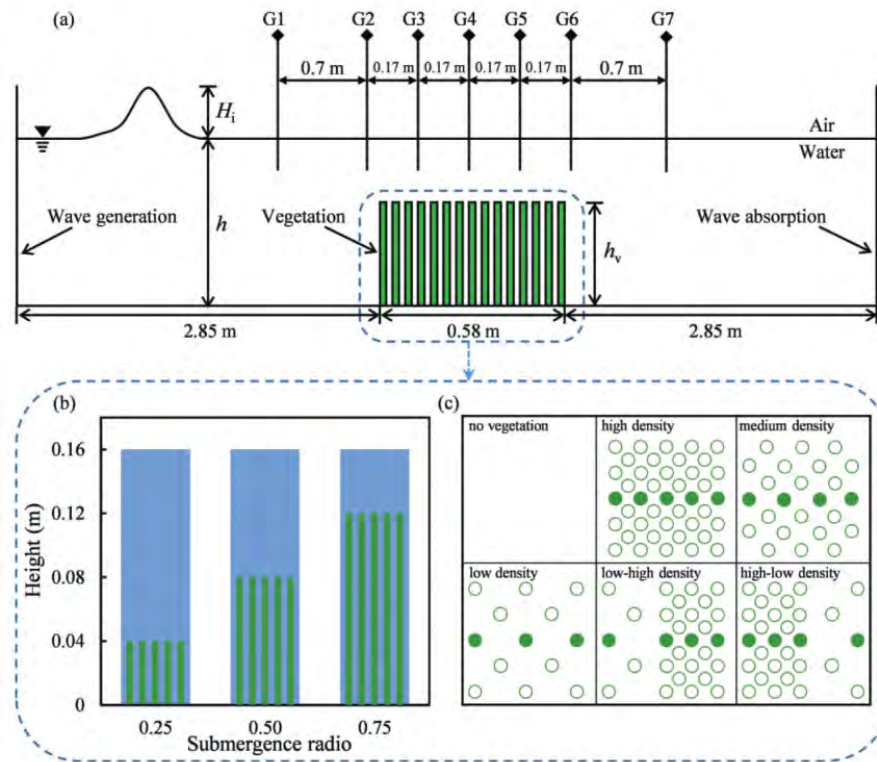 (a)
G1 G2 G3 G4 G5 G6 G7
0.7 m 0.17 m 0.17 m 0.17 m 0.17 m 0.7 m
Hi
Air
Water
Wave generation
h
Vegetation
hv
Wave absorption
2.85 m 0.58 m 2.85 m
(b)
Height (m)
0.16
0.12
0.08
0.04
0
0.25 0.50 0.75
Submergence radio
(c)
no vegetation high density medium density
low density low-high density high-low density